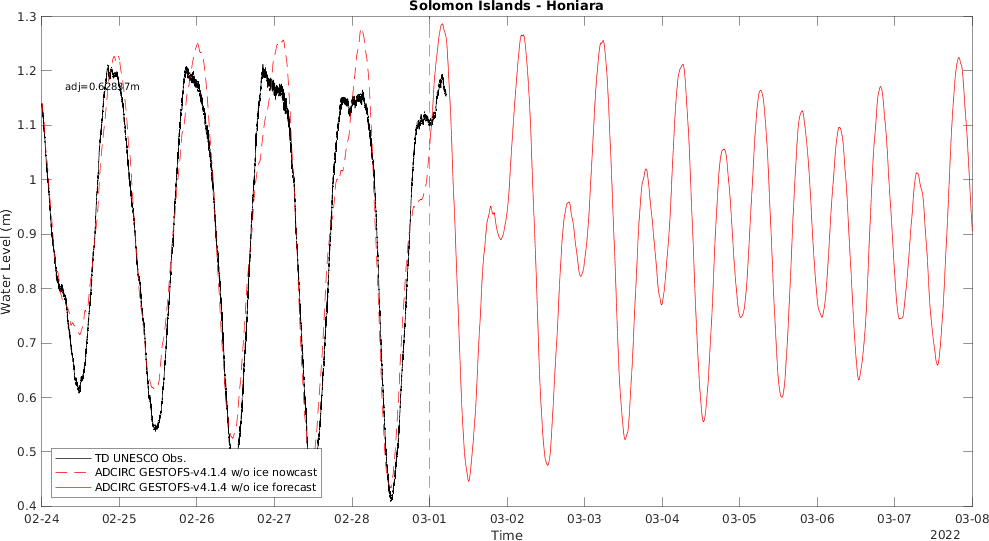 Solomon Islands - Honiara
1.3
1.2
1.1
1
0.9
0.8
0.7
0.6
0.5
0.4
Water Level (m)
TD UNESCO Obs.
ADCIRC GESTOFS-v4.1.4 w/o ice nowcast
ADCIRC GESTOFS-v4.1.4 w/o ice forecast
02-24 02-25 02-26 02-27 02-28 03-01 03-02 03-03 03-04 03-05 03-06 03-07 03-08
Time
2022